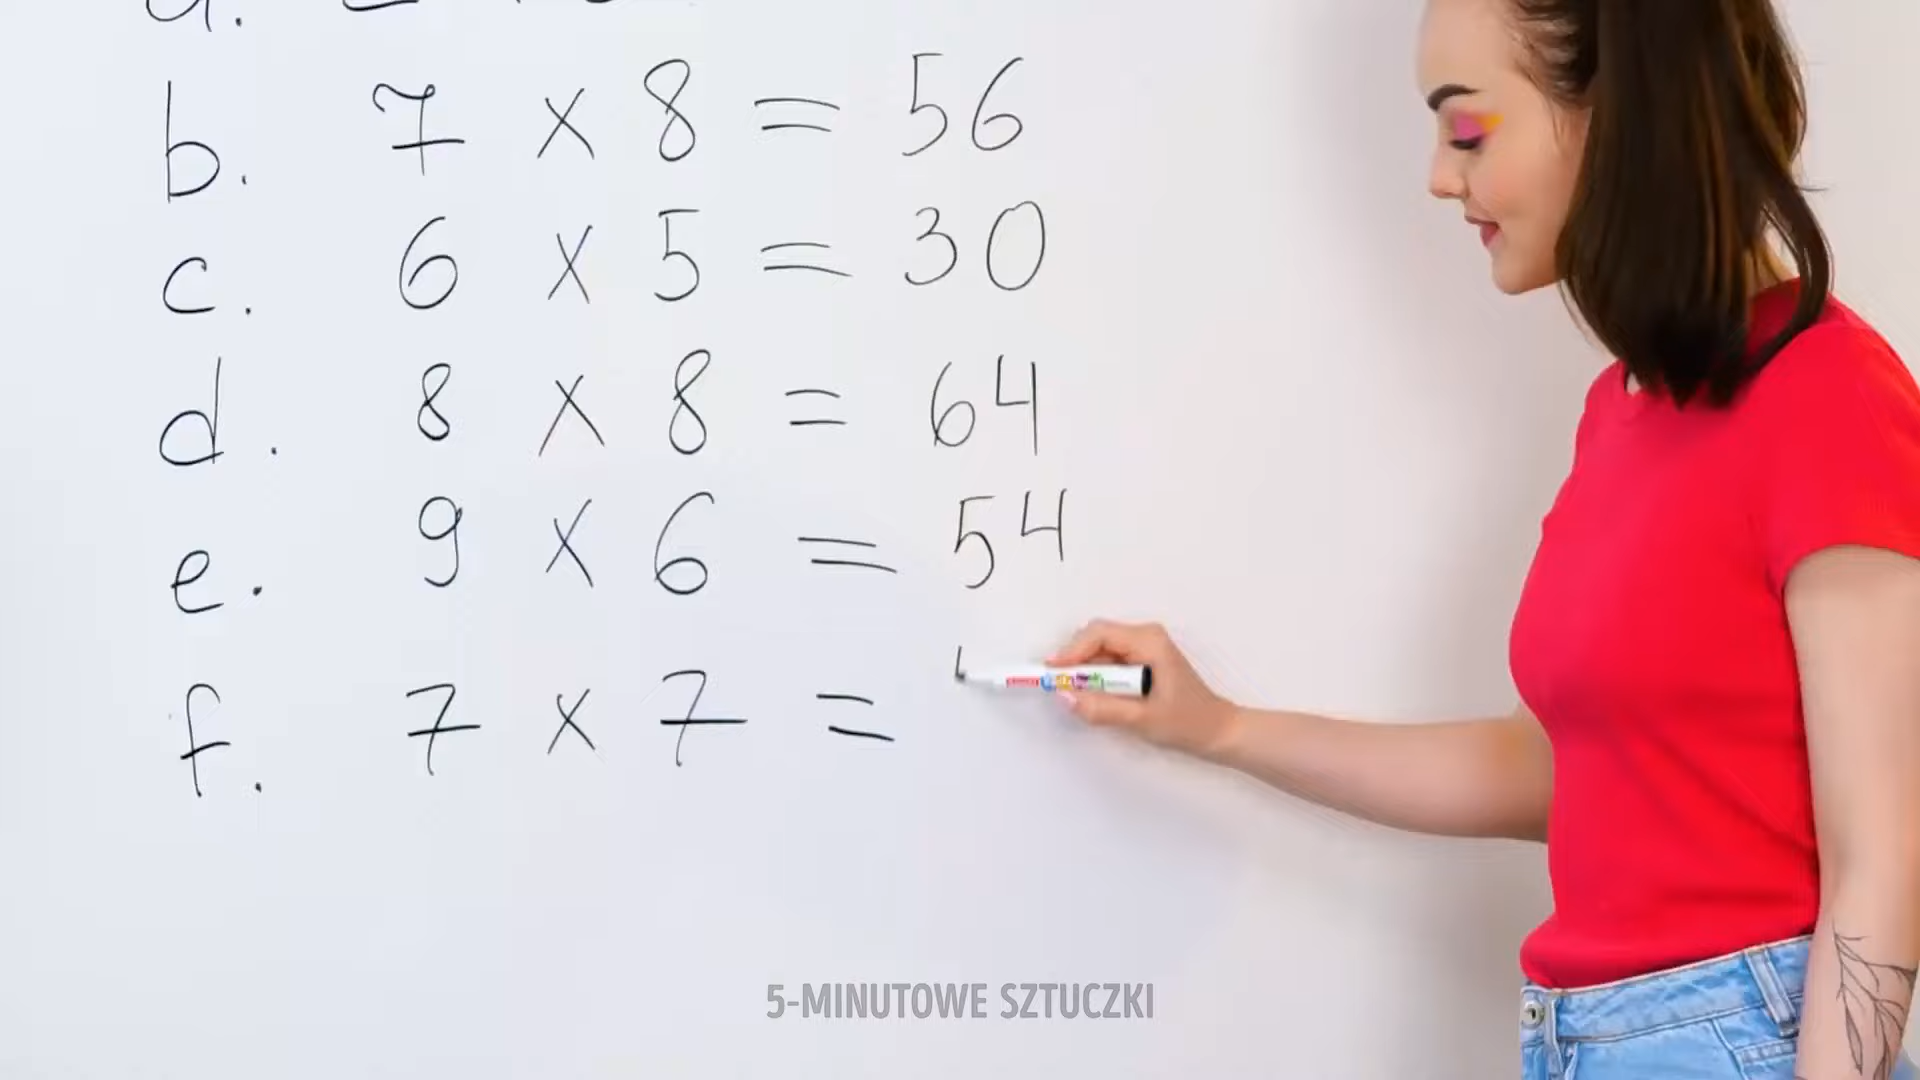 b. 7 x 8 = 56
c. 6 x 5 = 30
d. 8 x 8 = 64
e. 9 x 6 = 54
f. 7 x 7 =
5-MINUTOWE SZTUCZKI